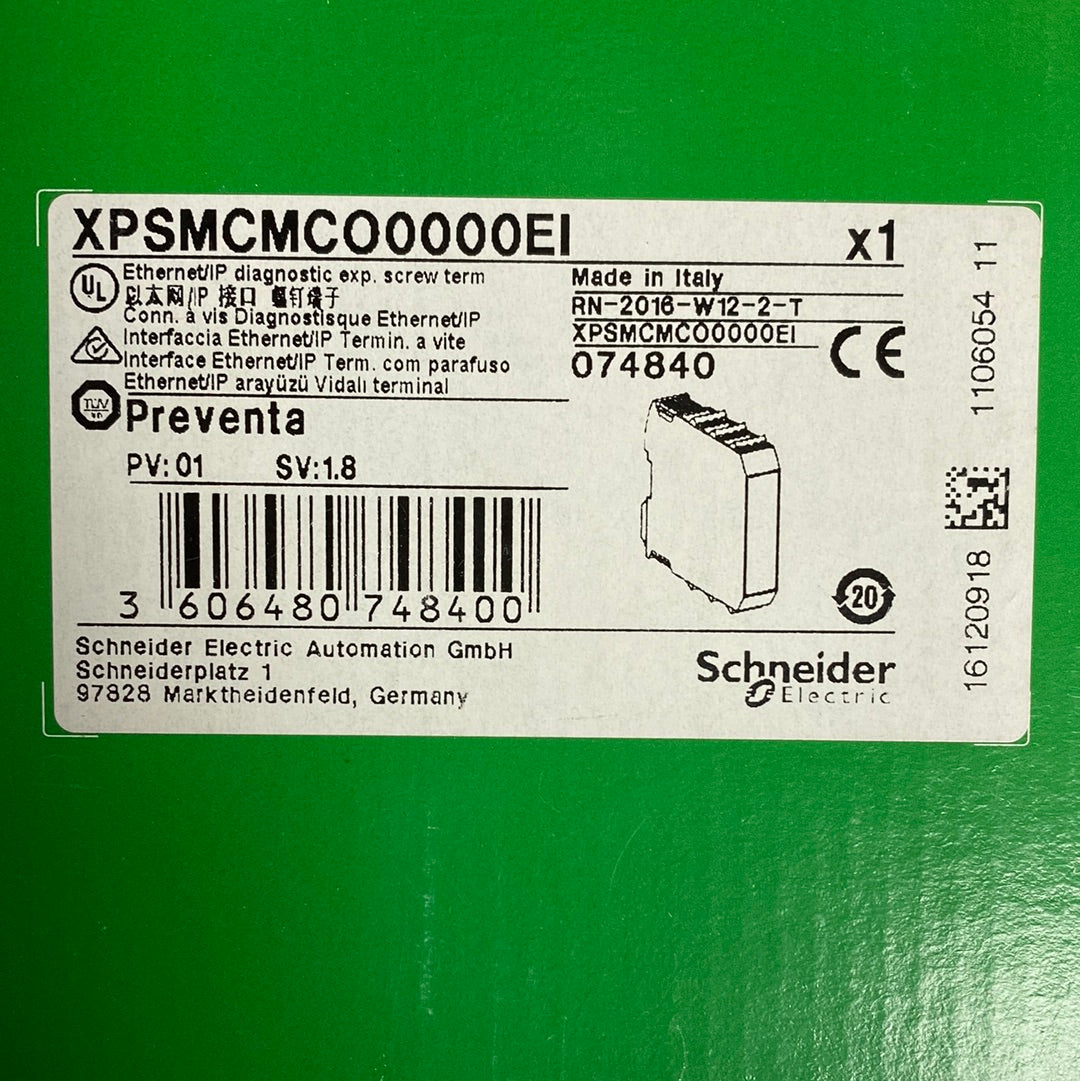 XPSMCMCO0000EI
x1
UL
Ethernet/IP diagnostic exp. screw term
以太网/IP 接口 螺钉端子
Conn. à vis Diagnostisque Ethernet/IP
Interfaccia Ethernet/IP Termin. a vite
Interface Ethernet/IP Term. com parafuso
Ethernet/IP arayüzü Vidalı terminal
TÜV
Preventa
PV: 01 SV:1.8
3 606480 748400
Made in Italy
RN-2016-W12-2-T
XPSMCMCO0000EI
074840
CE
20
Schneider Electric Automation GmbH
Schneiderplatz 1
97828 Marktheidenfeld, Germany
Schneider
Electric
1106054 11
16120918